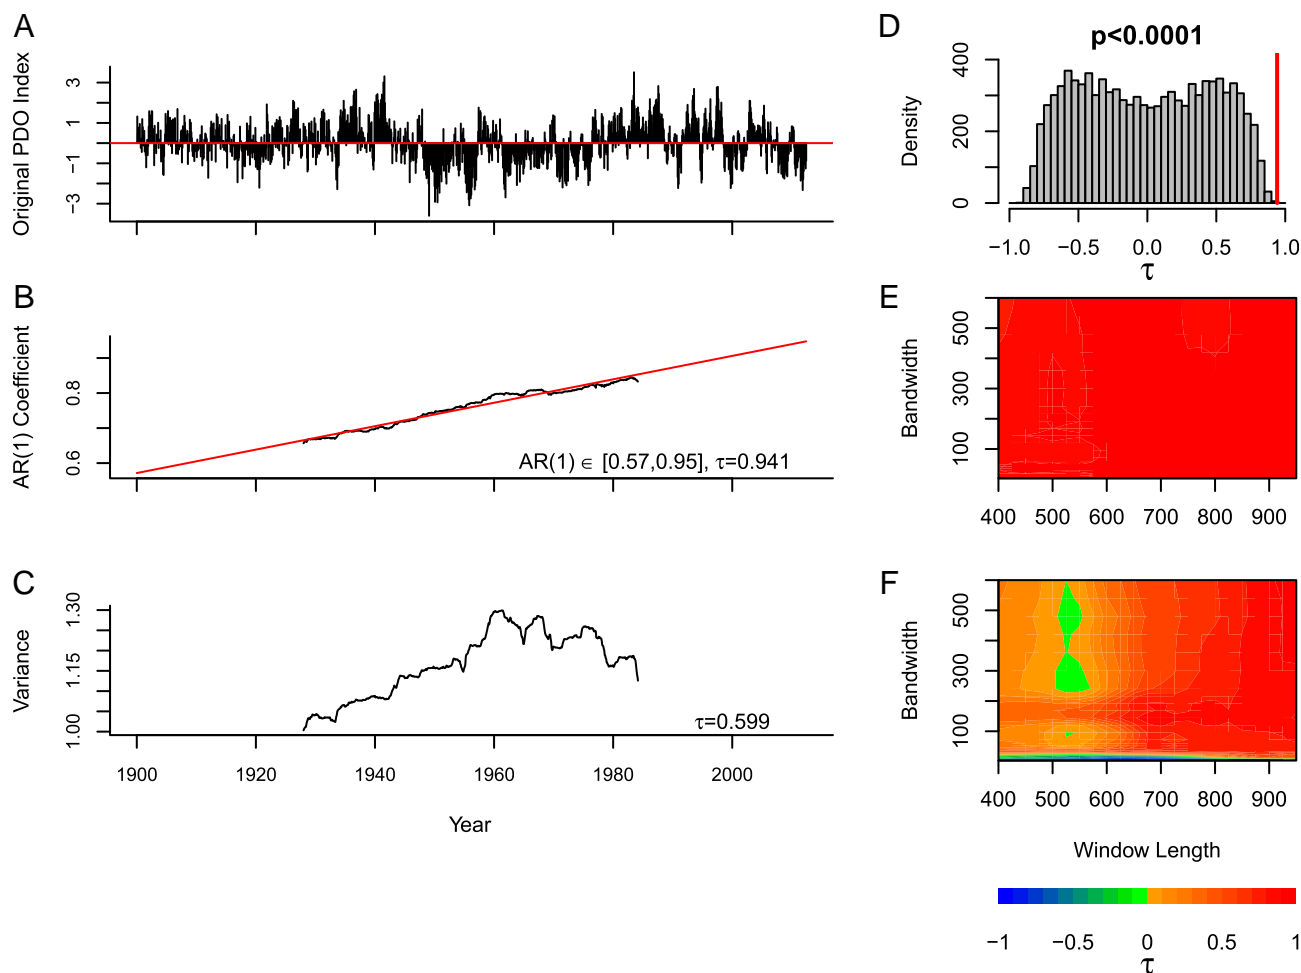 A
Original PDO Index
3
1
−1
−3
B
AR(1) Coefficient
0.8
0.6
AR(1) ∈ [0.57,0.95], τ=0.941
C
Variance
1.30
1.15
1.00
τ=0.599
1900 1920 1940 1960 1980 2000
Year
D
p<0.0001
Density
400
200
0
−1.0 −0.5 0.0 0.5 1.0
τ
E
Bandwidth
500
300
100
400 500 600 700 800 900
F
Bandwidth
500
300
100
400 500 600 700 800 900
Window Length
−1 −0.5 0 0.5 1
τ